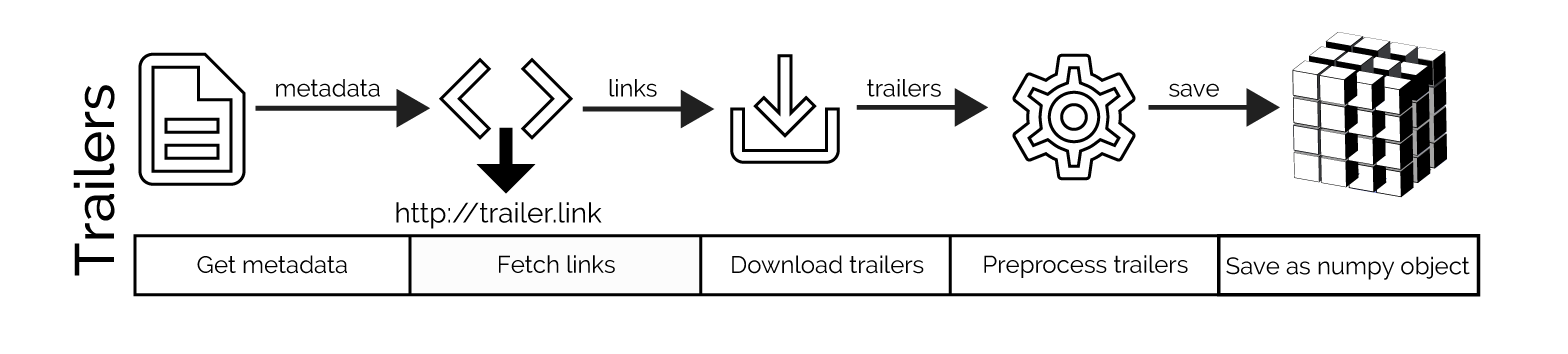 Trailers
metadata
links
trailers
save
http://trailer.link
Get metadata
Fetch links
Download trailers
Preprocess trailers
Save as numpy object